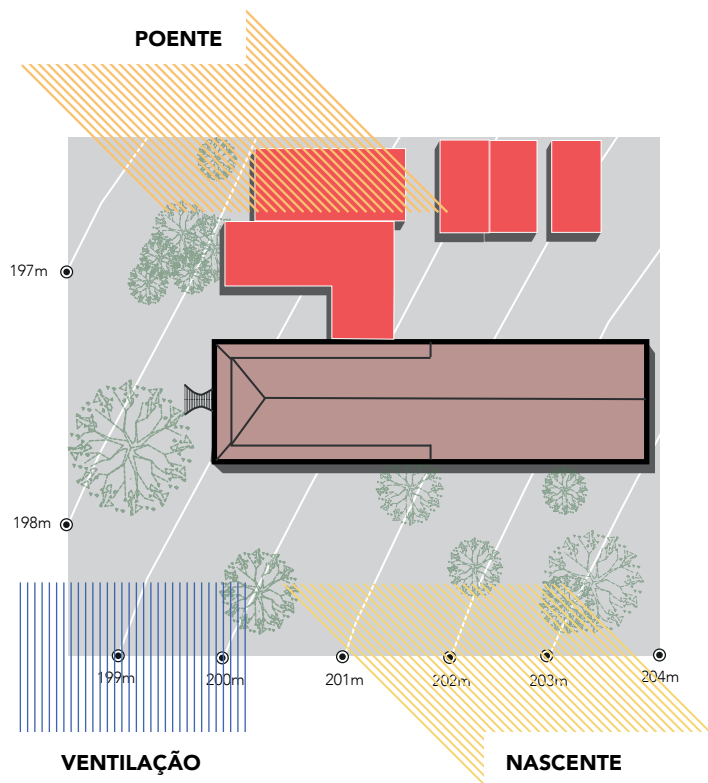 POENTE
197m
198m
199m
200m
201m
202m
203m
204m
VENTILAÇÃO
NASCENTE